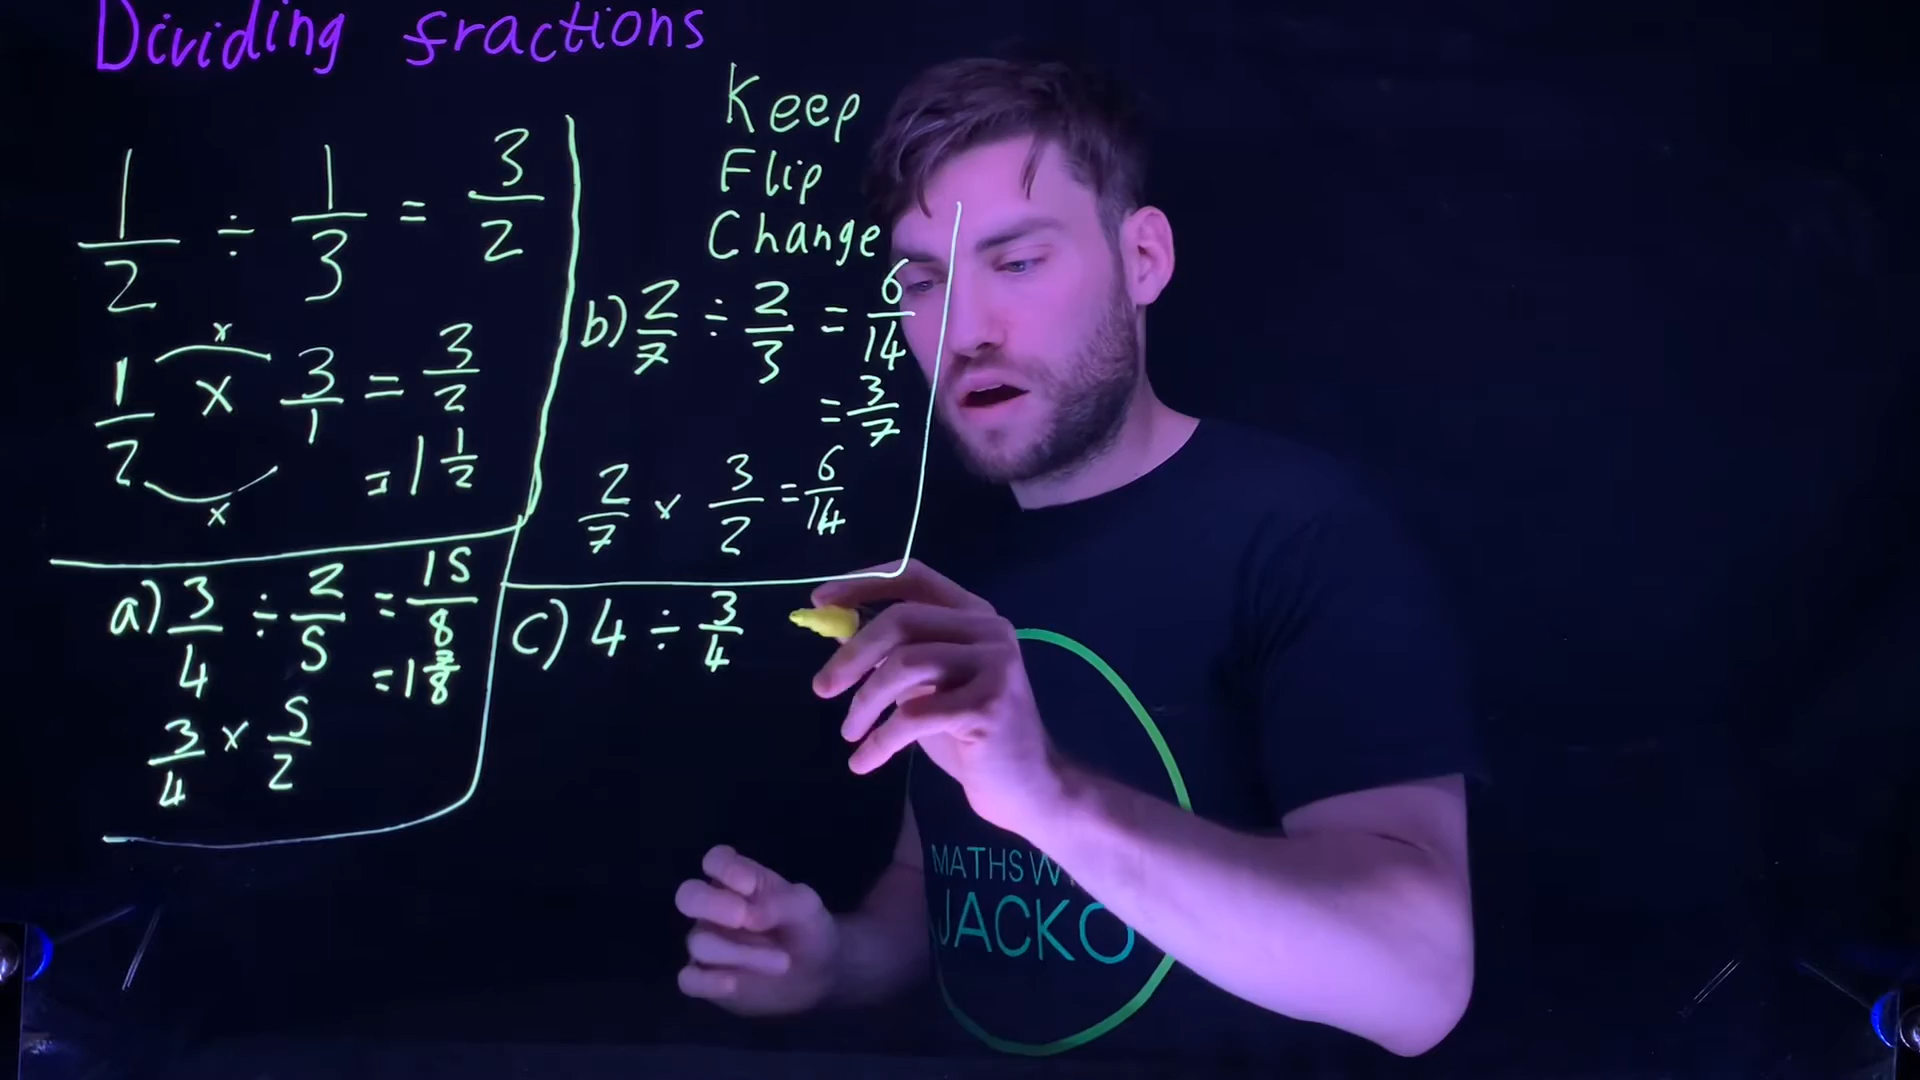 Dividing fractions
1/2 ÷ 1/3 = 3/2
x
1/2 x 3/1 = 3/2
= 1 1/2
x
a) 3/4 ÷ 2/5 = 15/8
= 1 7/8
3/4 x 5/2
Keep
Flip
Change
b) 2/7 ÷ 2/3 = 6/14
= 3/7
2/7 x 3/2 = 6/14
c) 4 ÷ 3/4
MATHS W
JACKO